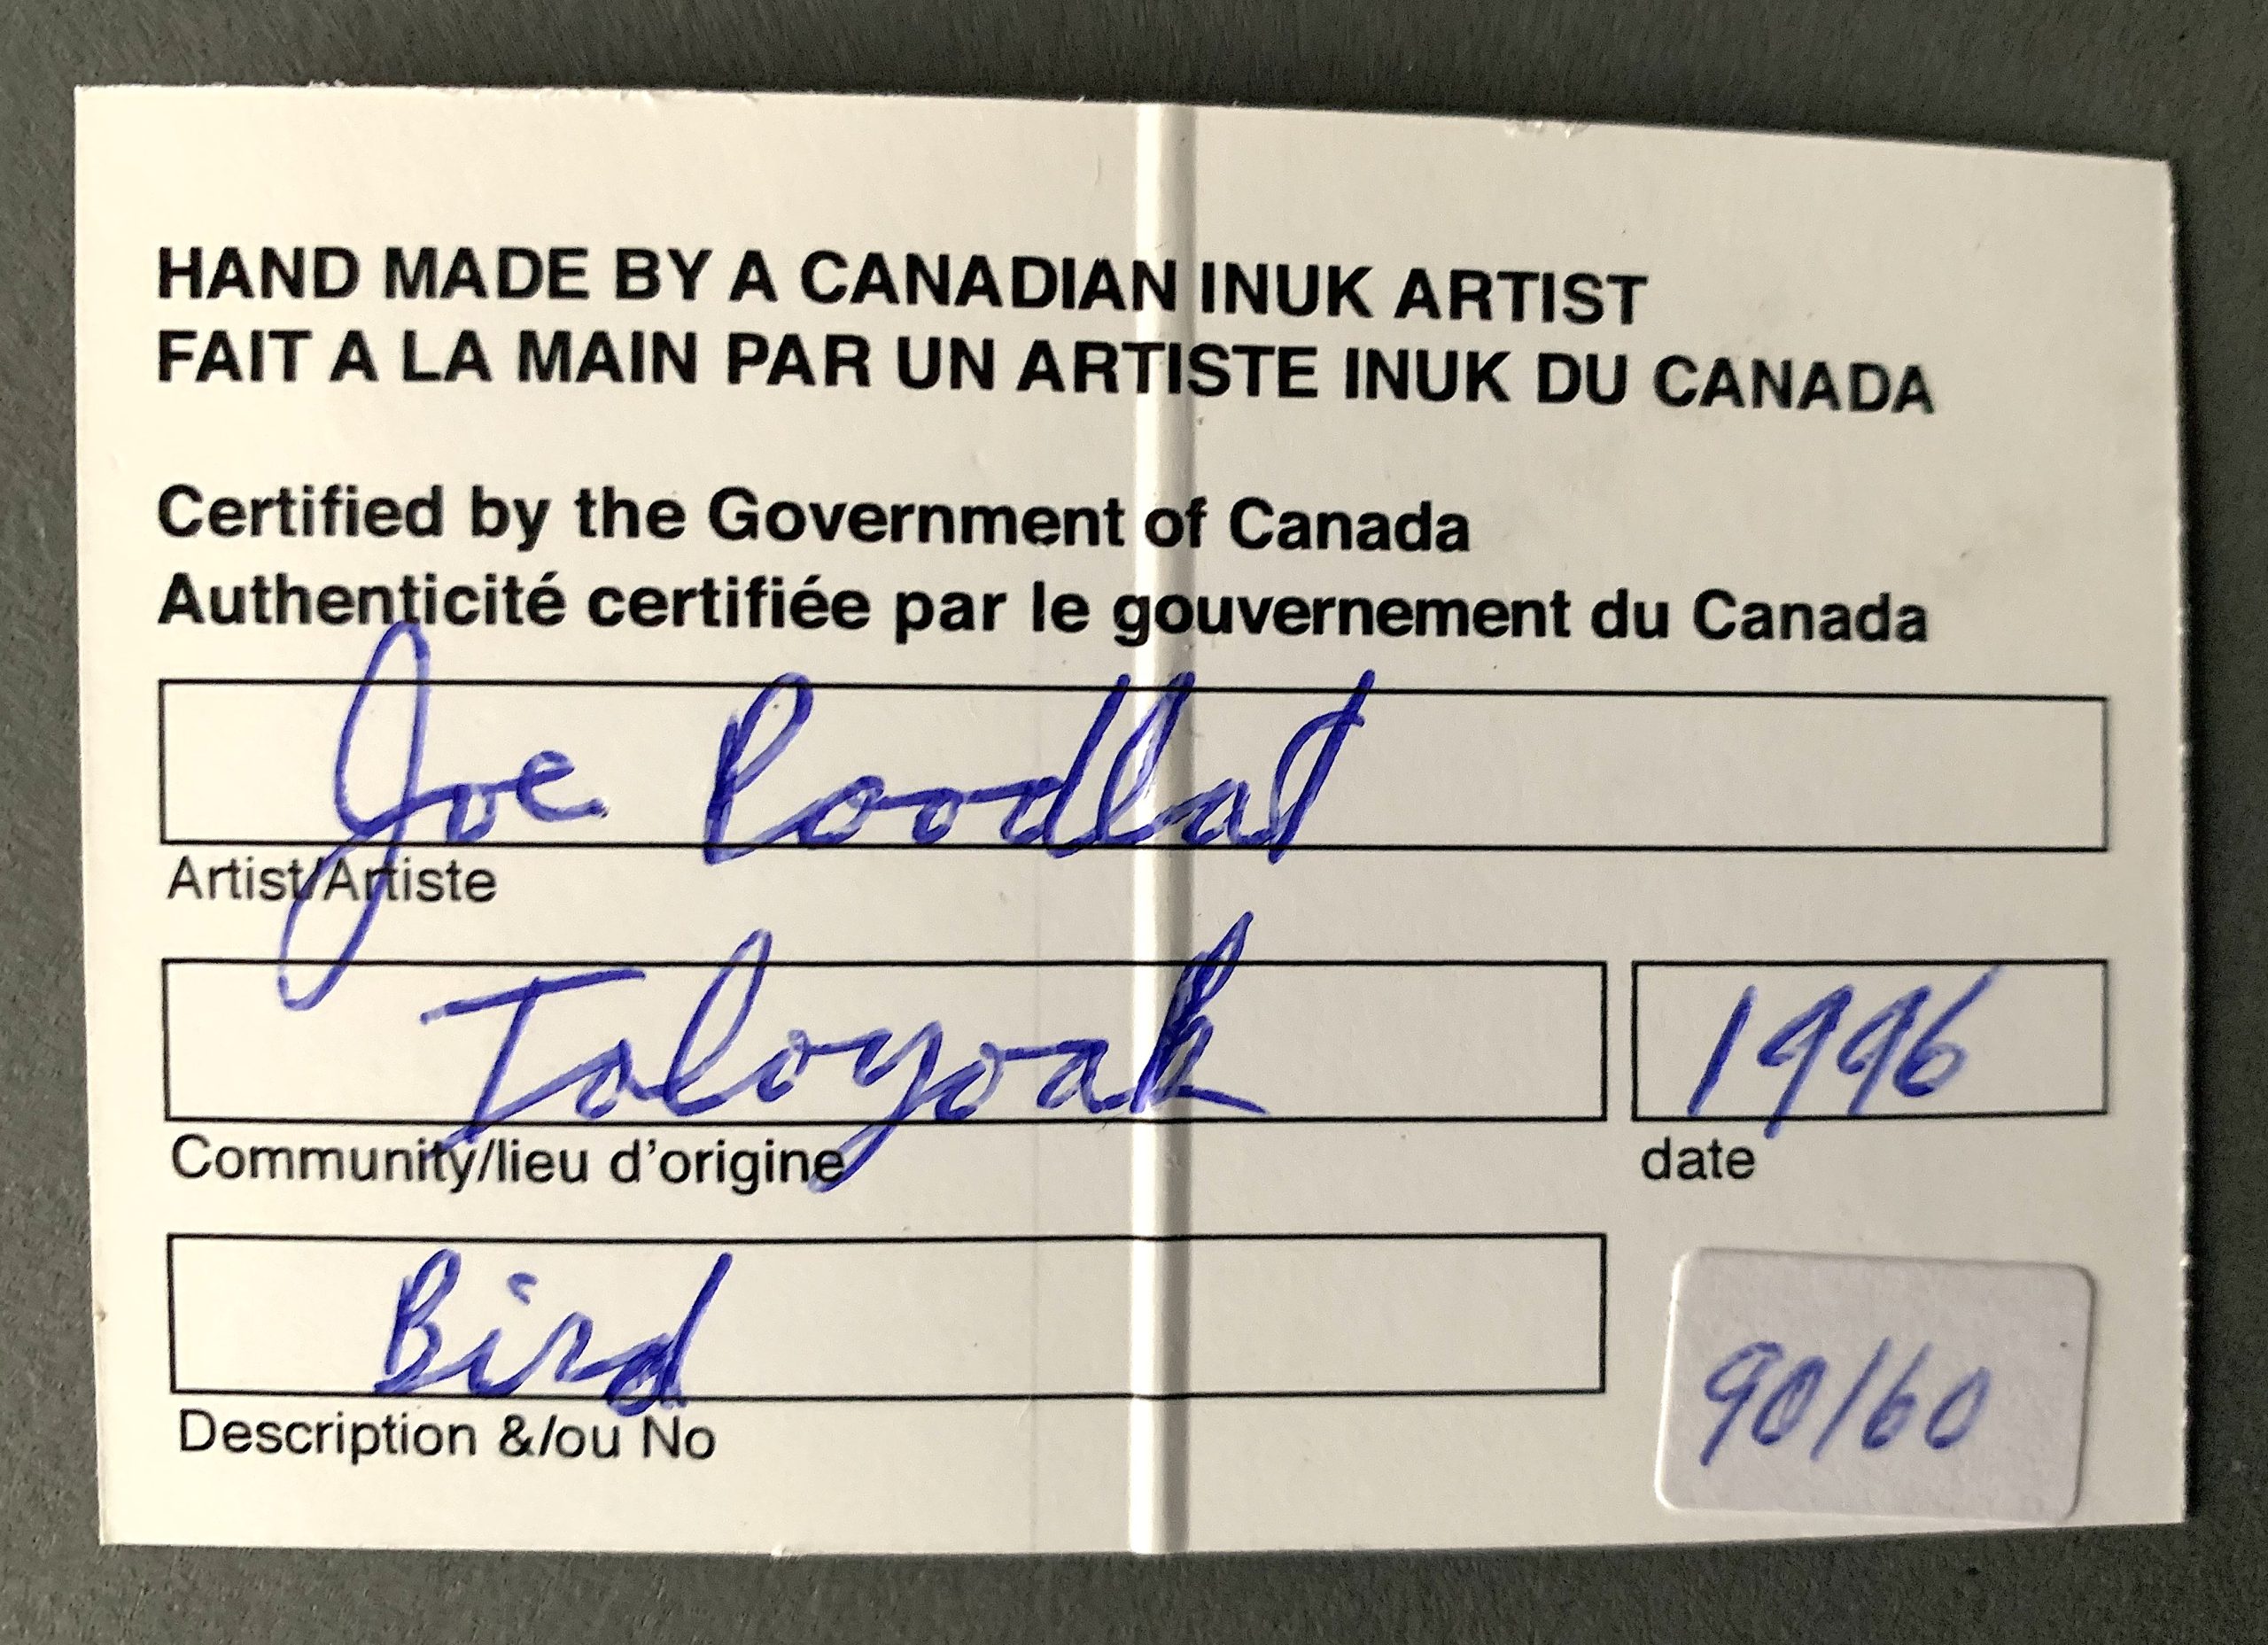 HAND MADE BY A CANADIAN INUK ARTIST
FAIT A LA MAIN PAR UN ARTISTE INUK DU CANADA
Certified by the Government of Canada
Authenticité certifiée par le gouvernement du Canada
Joe Poodlat
Artist/Artiste
Taloyoak
1996
Community/lieu d'origine
date
Bird
90/60
Description &/ou No